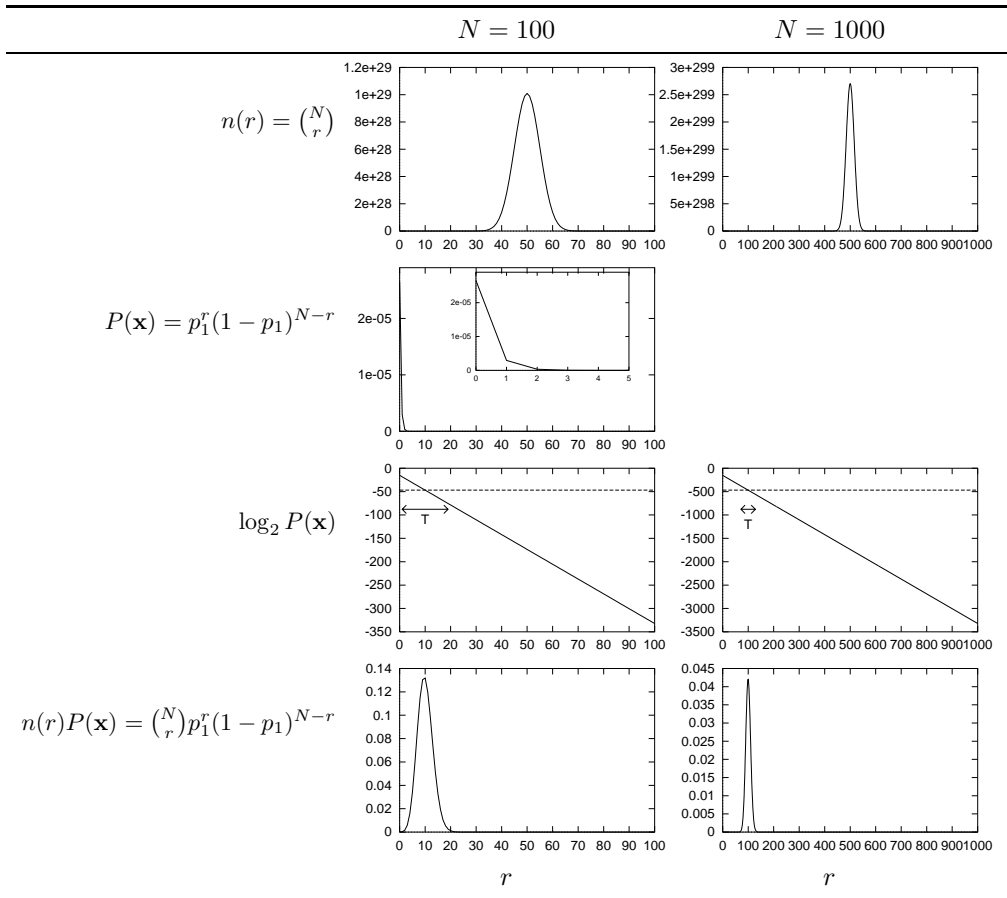 N = 100 N = 1000
n(r) = (N r)
1.2e+29
1e+29
8e+28
6e+28
4e+28
2e+28
0
0 10 20 30 40 50 60 70 80 90 100
3e+299
2.5e+299
2e+299
1.5e+299
1e+299
5e+298
0
0 100 200 300 400 500 600 700 800 9001000
P(x) = p₁ʳ(1 − p₁)ᴺ⁻ʳ
2e-05
1e-05
0
0 10 20 30 40 50 60 70 80 90 100
2e-05
1e-05
0
0 1 2 3 4 5
log₂ P(x)
0
-50
-100
-150
-200
-250
-300
-350
T
0 10 20 30 40 50 60 70 80 90 100
0
-500
-1000
-1500
-2000
-2500
-3000
-3500
T
0 100 200 300 400 500 600 700 800 9001000
n(r)P(x) = (N r)p₁ʳ(1 − p₁)ᴺ⁻ʳ
0.14
0.12
0.1
0.08
0.06
0.04
0.02
0
0 10 20 30 40 50 60 70 80 90 100
0.045
0.04
0.035
0.03
0.025
0.02
0.015
0.01
0.005
0
0 100 200 300 400 500 600 700 800 9001000
r r